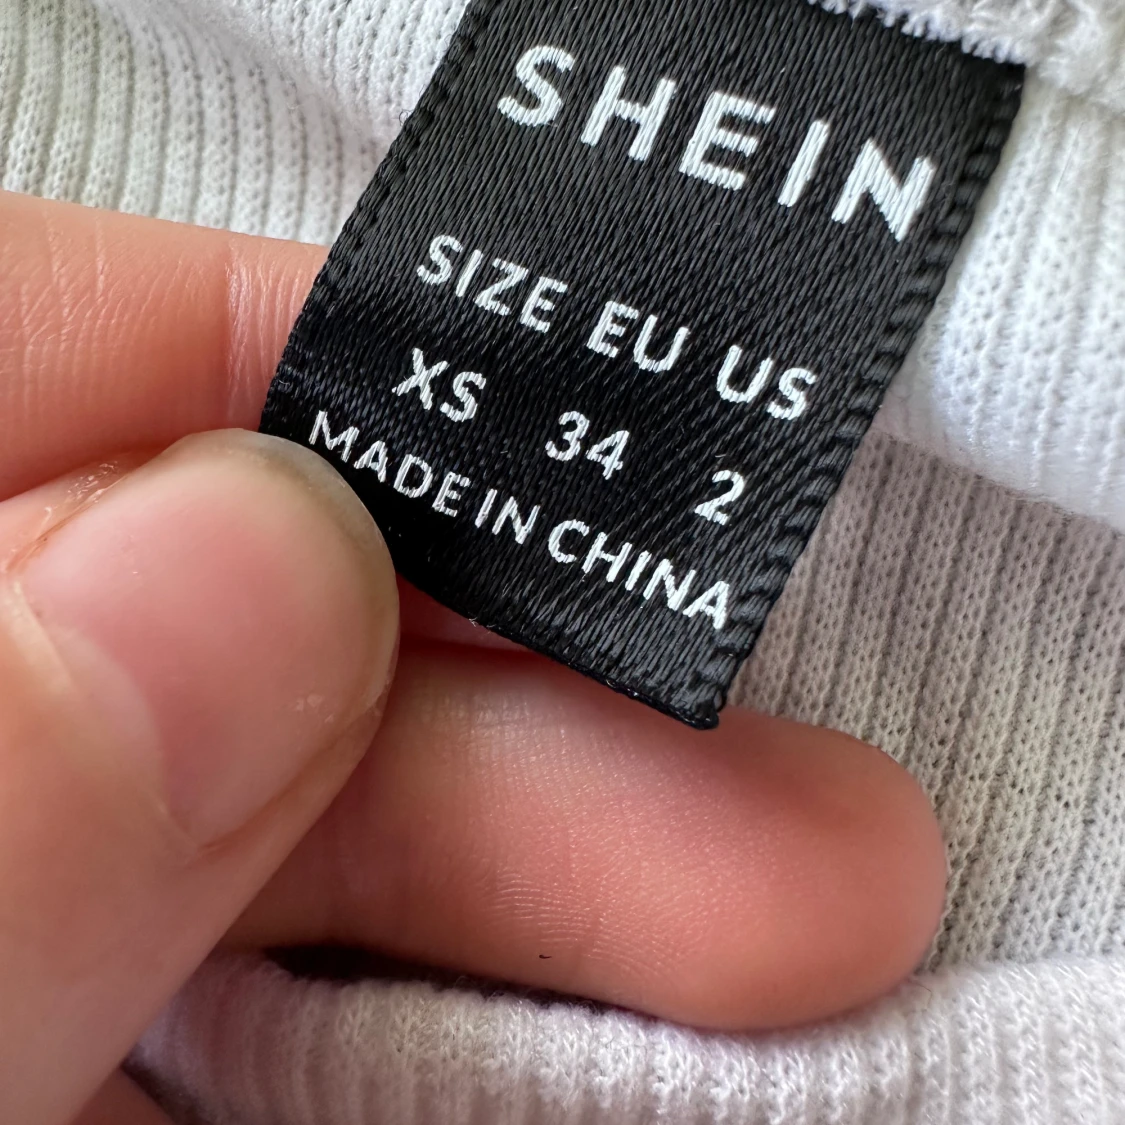 SHEIN
SIZE EU US
XS 34 2
MADE IN CHINA